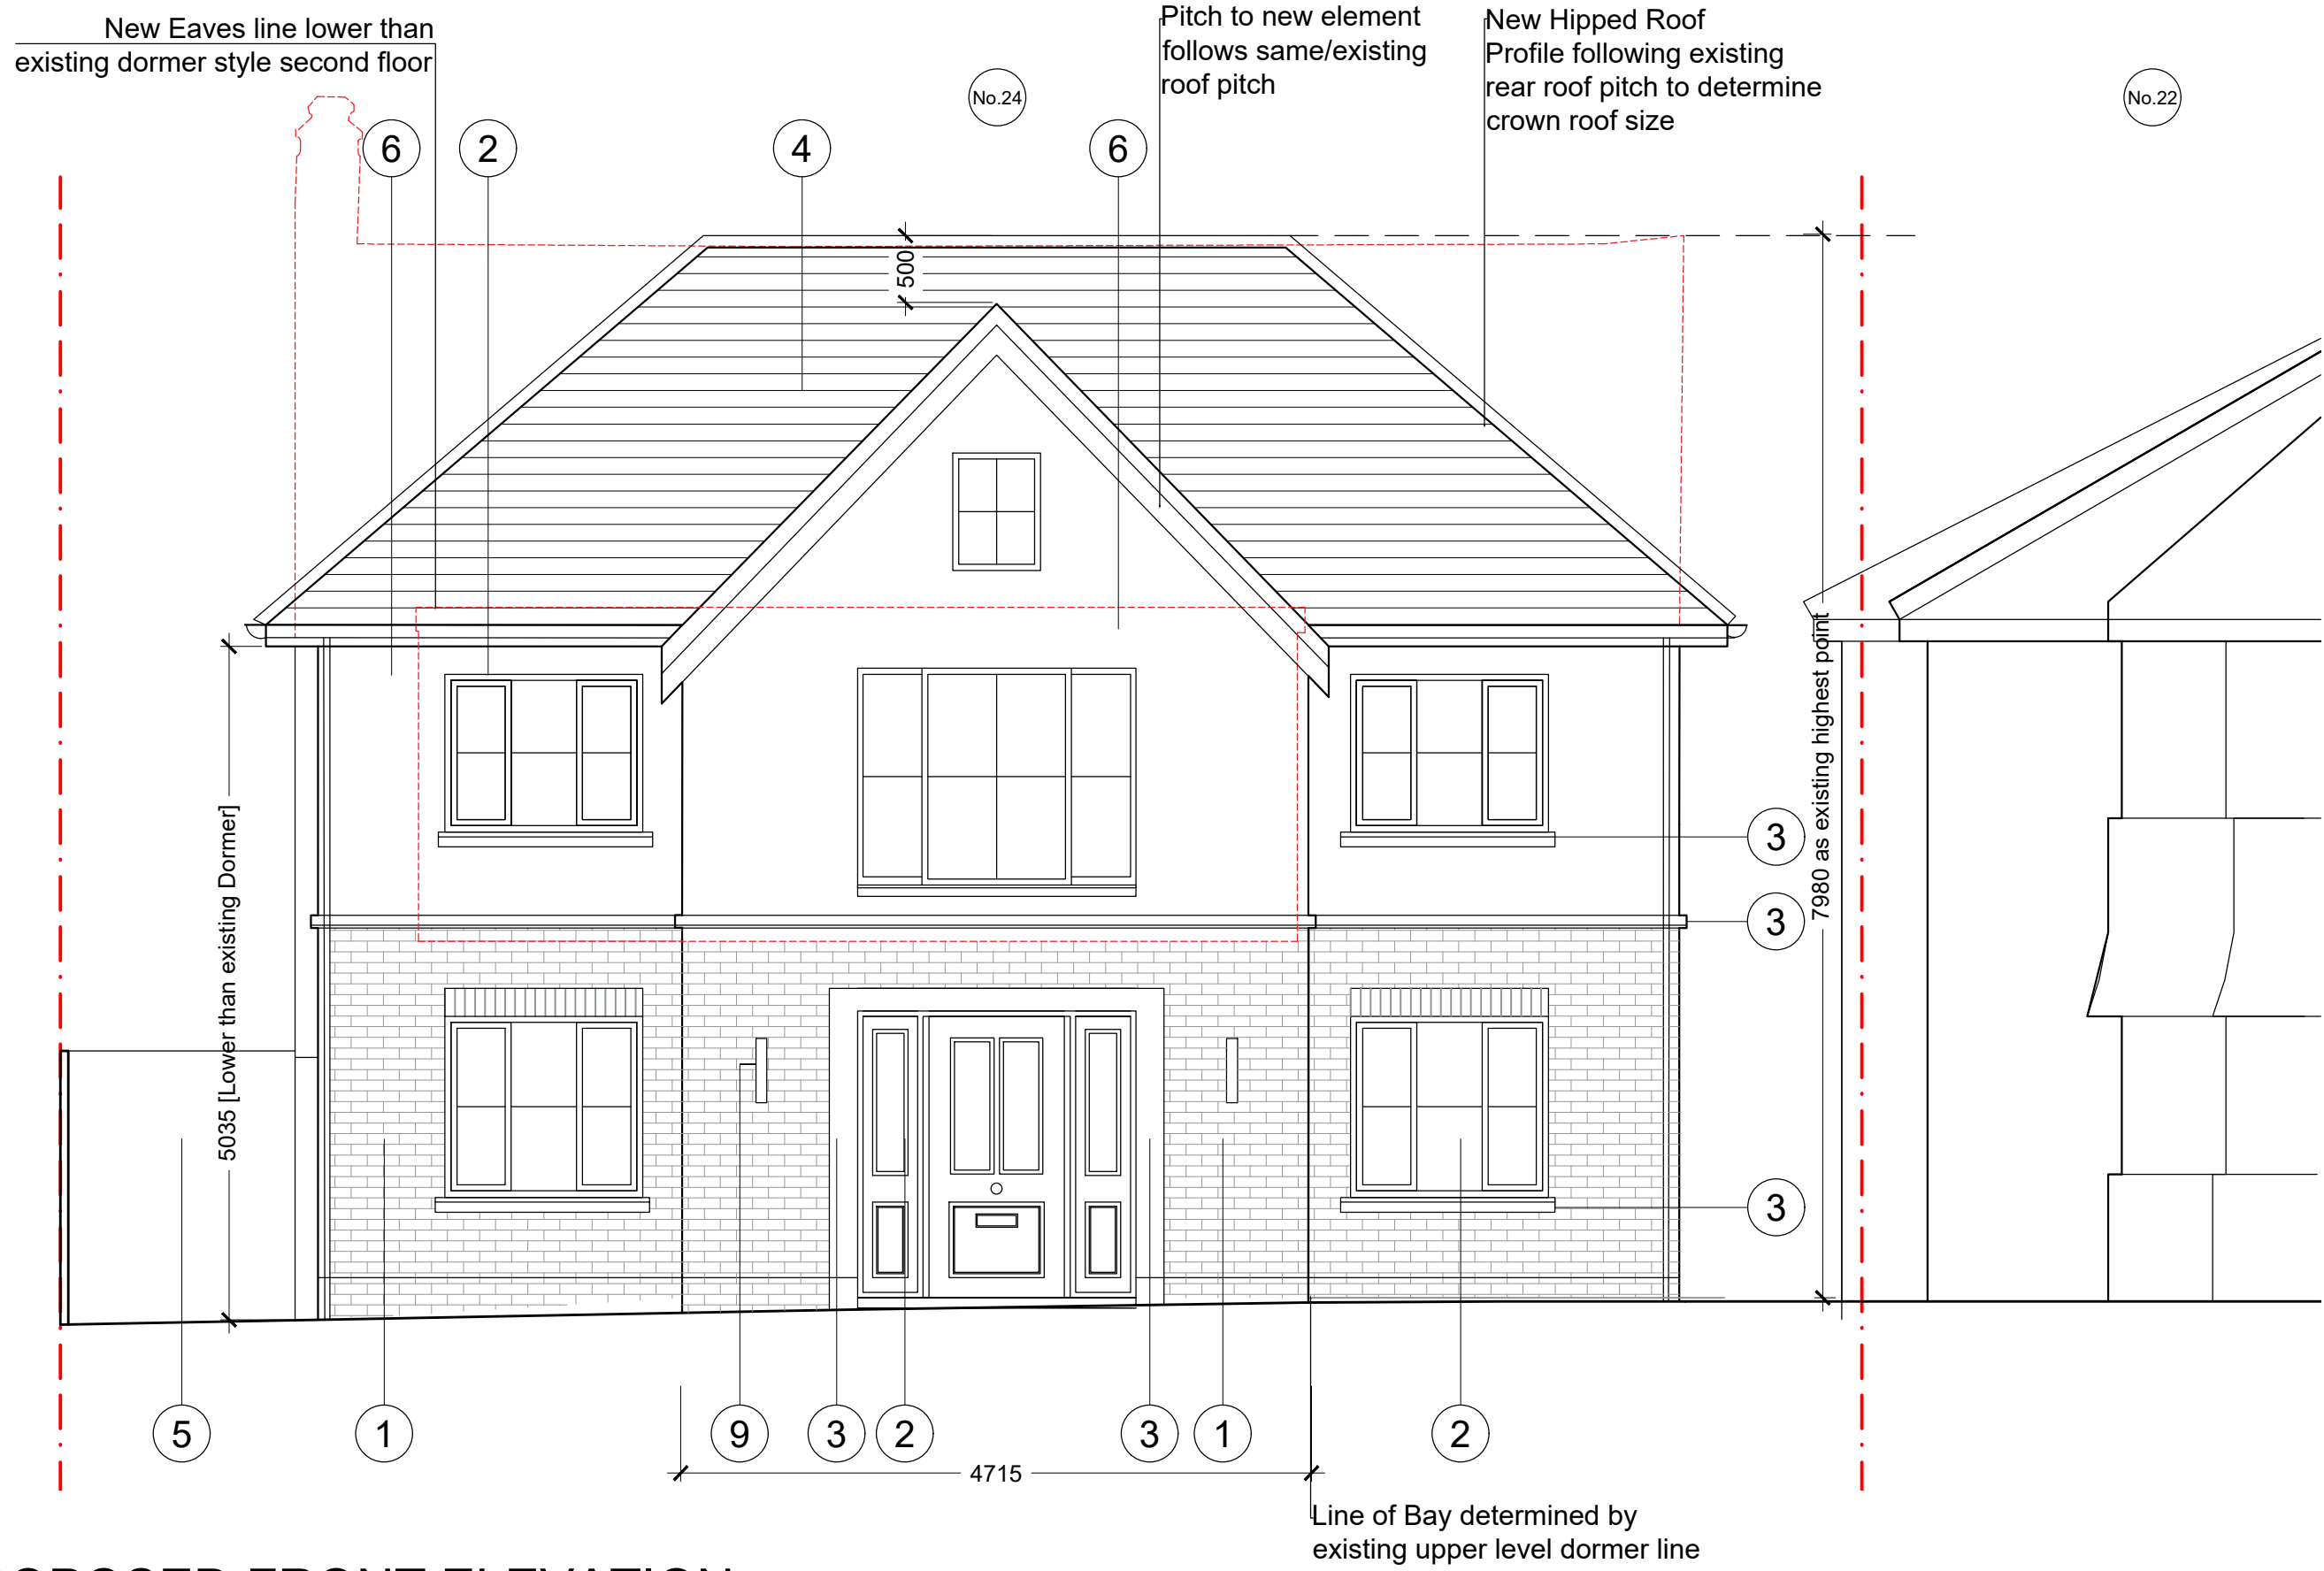 New Eaves line lower than
existing dormer style second floor
Pitch to new element
follows same/existing
roof pitch
New Hipped Roof
Profile following existing
rear roof pitch to determine
crown roof size
No.24
No.22
6
2
4
6
500
7980 as existing highest point
5035 [Lower than existing Dormer]
3
3
3
5
1
9
3
2
3
1
2
4715
Line of Bay determined by
existing upper level dormer line
FRONT ELEVATION